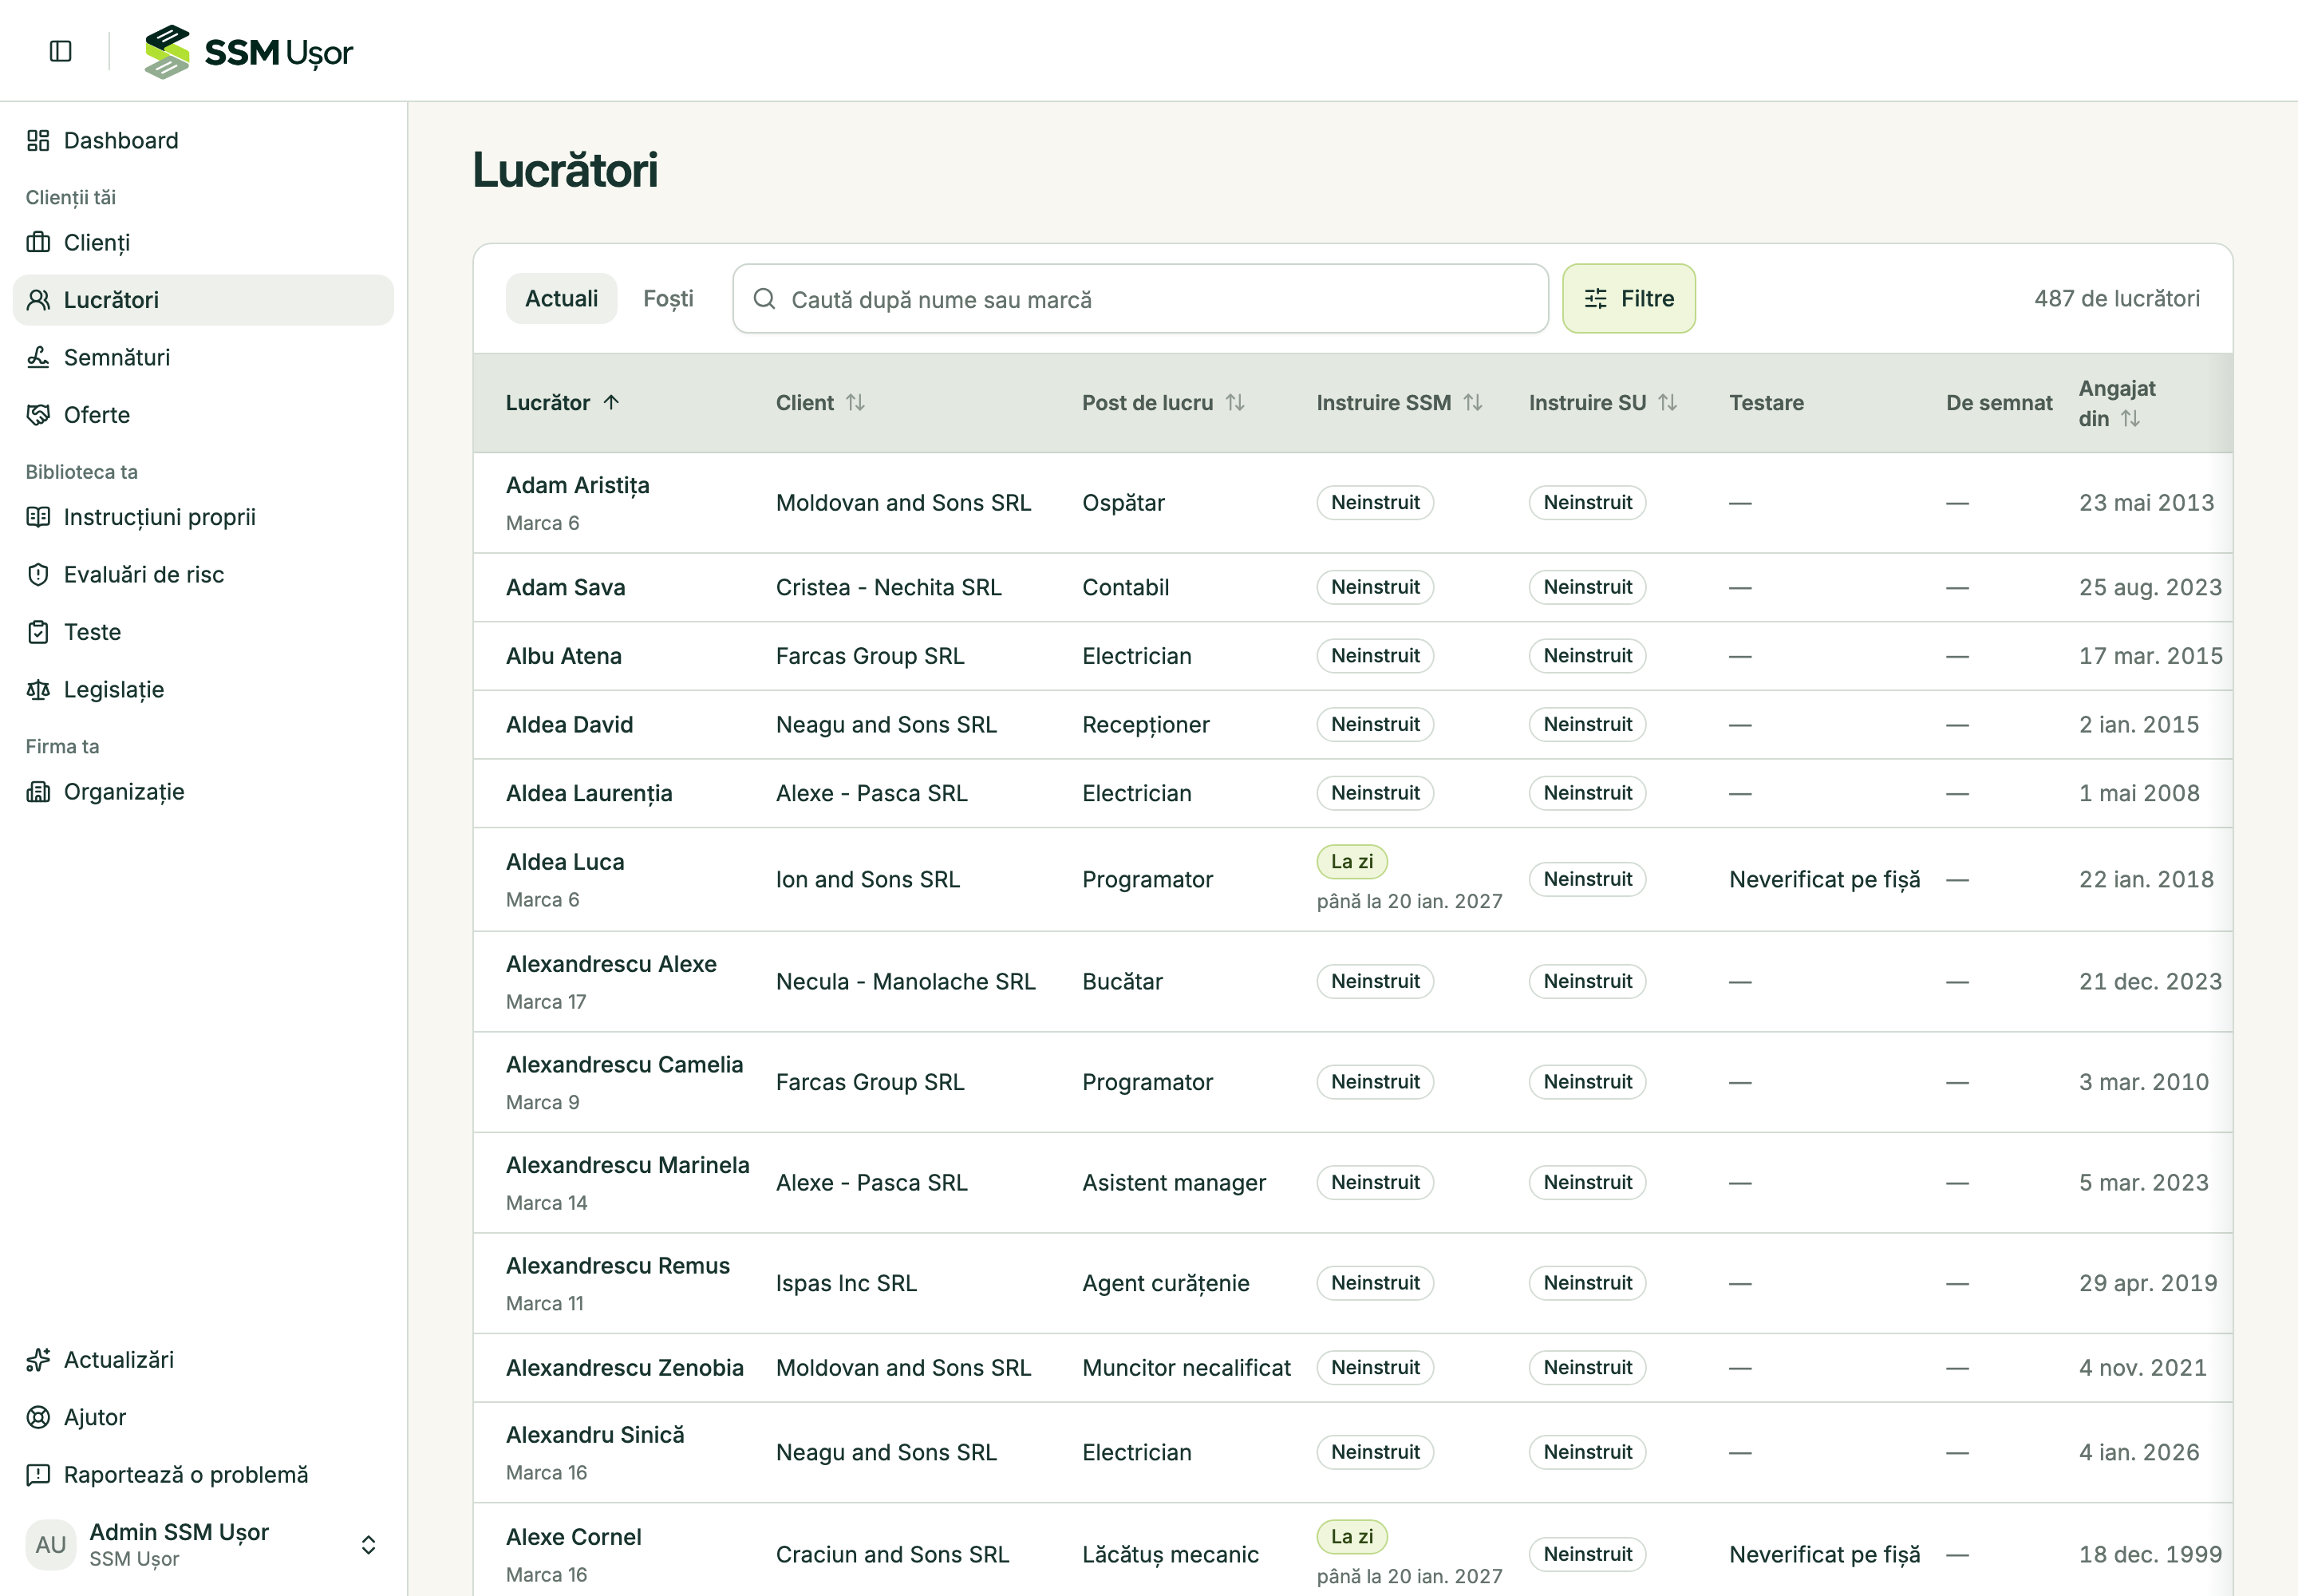 SSM Ușor
Dashboard
Clienții tăi
Clienți
Lucrători
Semnături
Oferte
Biblioteca ta
Instrucțiuni proprii
Evaluări de risc
Teste
Legislație
Firma ta
Organizație
Actualizări
Ajutor
Raportează o problemă
AU
Admin SSM Ușor
SSM Ușor
Lucrători
Actuali Foști Caută după nume sau marcă Filtre 487 de lucrători
Lucrător Client Post de lucru Instruire SSM Instruire SU Testare De semnat Angajat din
Adam Aristița Moldovan and Sons SRL Ospătar Neinstruit Neinstruit — — 23 mai 2013
Marca 6
Adam Sava Cristea - Nechita SRL Contabil Neinstruit Neinstruit — — 25 aug. 2023
Albu Atena Farcas Group SRL Electrician Neinstruit Neinstruit — — 17 mar. 2015
Aldea David Neagu and Sons SRL Recepționer Neinstruit Neinstruit — — 2 ian. 2015
Aldea Laurenția Alexe - Pasca SRL Electrician Neinstruit Neinstruit — — 1 mai 2008
Aldea Luca Ion and Sons SRL Programator La zi Neinstruit Neverificat pe fișă — 22 ian. 2018
Marca 6 până la 20 ian. 2027
Alexandrescu Alexe Necula - Manolache SRL Bucătar Neinstruit Neinstruit — — 21 dec. 2023
Marca 17
Alexandrescu Camelia Farcas Group SRL Programator Neinstruit Neinstruit — — 3 mar. 2010
Marca 9
Alexandrescu Marinela Alexe - Pasca SRL Asistent manager Neinstruit Neinstruit — — 5 mar. 2023
Marca 14
Alexandrescu Remus Ispas Inc SRL Agent curățenie Neinstruit Neinstruit — — 29 apr. 2019
Marca 11
Alexandrescu Zenobia Moldovan and Sons SRL Muncitor necalificat Neinstruit Neinstruit — — 4 nov. 2021
Alexandru Sinică Neagu and Sons SRL Electrician Neinstruit Neinstruit — — 4 ian. 2026
Marca 16
Alexe Cornel Craciun and Sons SRL Lăcătuș mecanic La zi Neinstruit Neverificat pe fișă — 18 dec. 1999
Marca 16 până la 20 ian. 2027